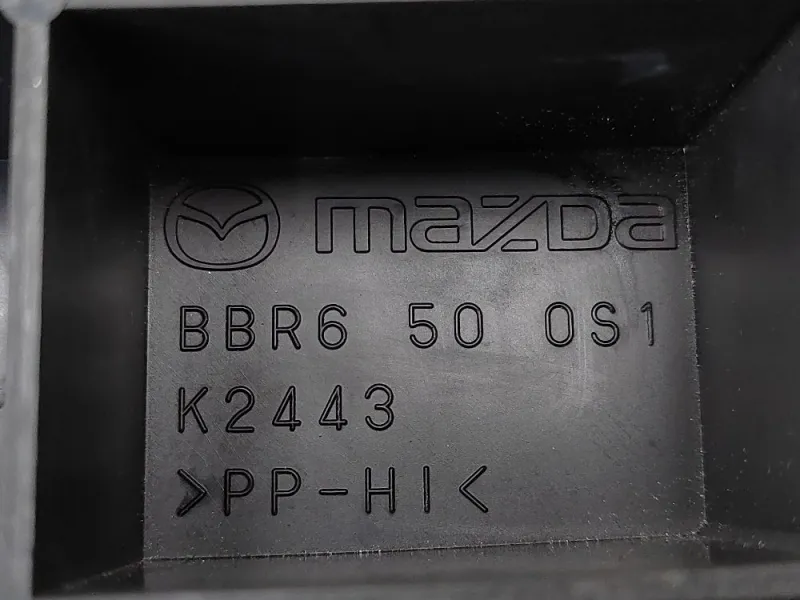 mazDa
BBR6 50 0S1
K2443
>PP-HI<